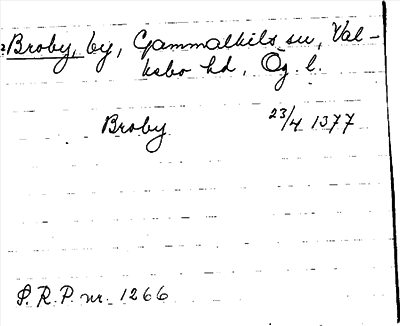 Broby, by, Gammalkils sn, Val-
kebo hd, Ög. l.
Broby 23/4 1377
S. R. P. nr. 1266